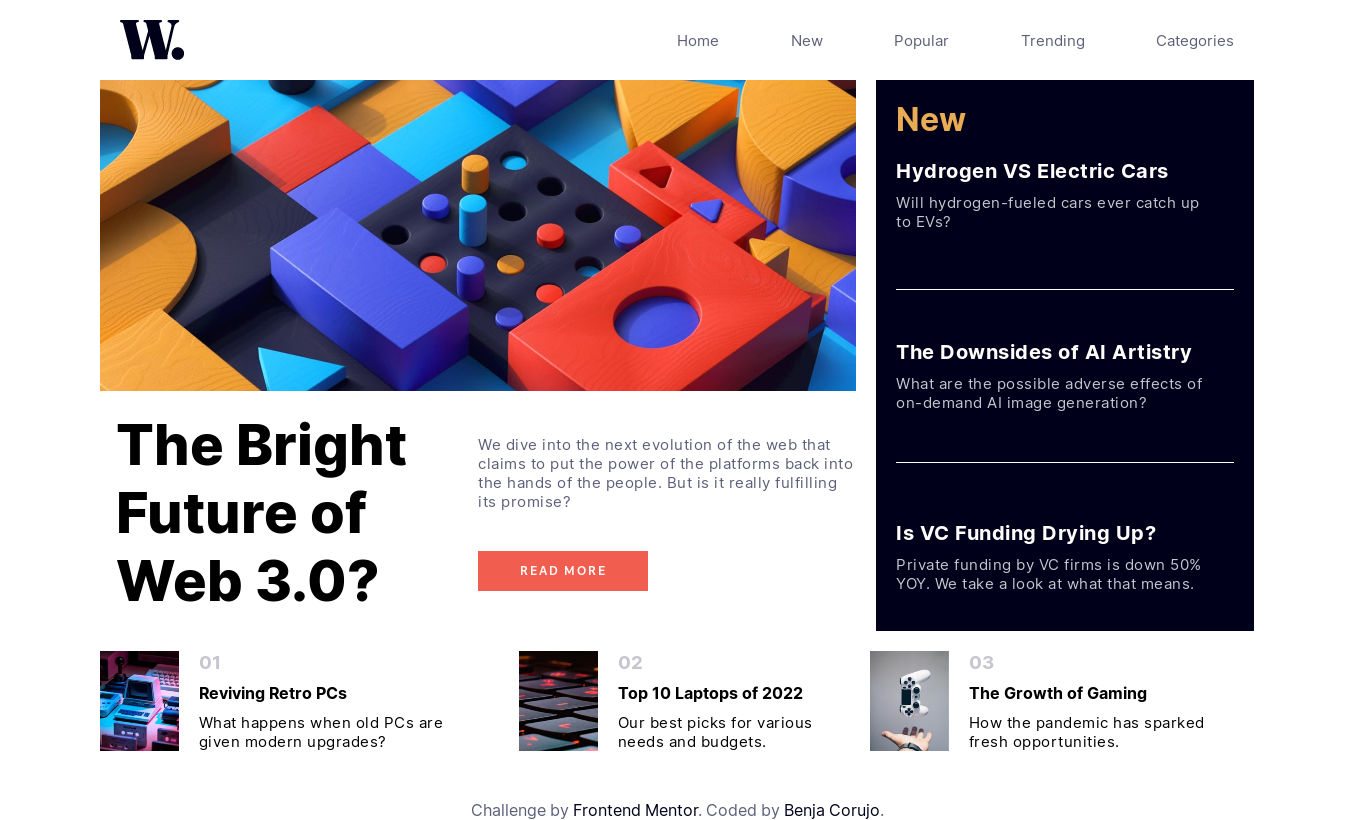 W.
Home New Popular Trending Categories
New
Hydrogen VS Electric Cars
Will hydrogen-fueled cars ever catch up
to EVs?
The Downsides of AI Artistry
What are the possible adverse effects of
on-demand AI image generation?
Is VC Funding Drying Up?
Private funding by VC firms is down 50%
YOY. We take a look at what that means.
The Bright
Future of
Web 3.0?
We dive into the next evolution of the web that
claims to put the power of the platforms back into
the hands of the people. But is it really fulfilling
its promise?
READ MORE
01
Reviving Retro PCs
What happens when old PCs are
given modern upgrades?
02
Top 10 Laptops of 2022
Our best picks for various
needs and budgets.
03
The Growth of Gaming
How the pandemic has sparked
fresh opportunities.
Challenge by Frontend Mentor. Coded by Benja Corujo.